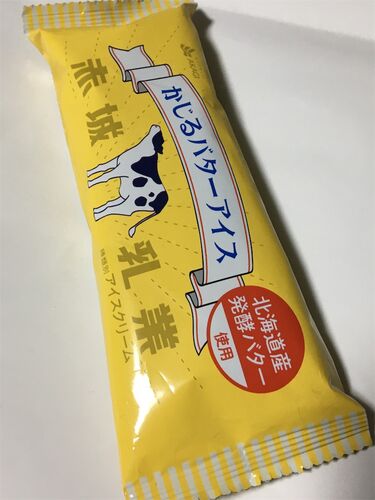 AKAGI
かじるバターアイス
赤城
乳業
種類別 アイスクリーム
北海道産
発酵バター
使用